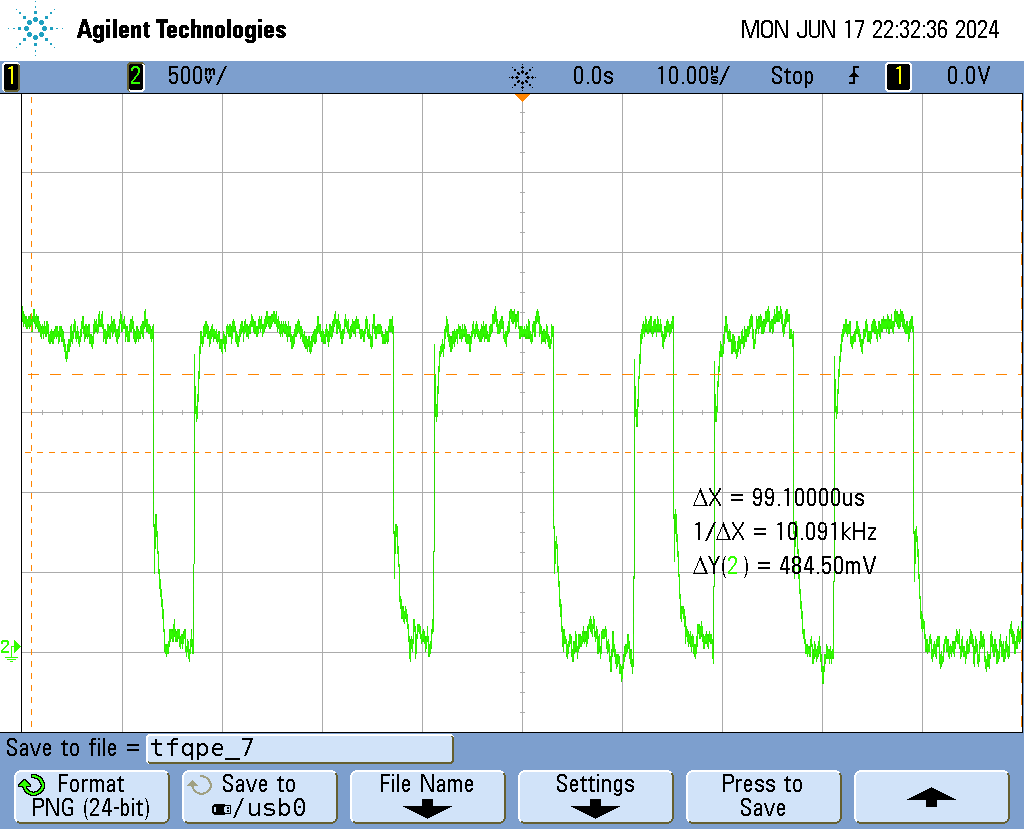 Agilent Technologies
MON JUN 17 22:32:36 2024
1 2 500mV/ 0.0s 10.00us/ Stop 1 0.0V
ΔX = 99.10000us
1/ΔX = 10.091kHz
ΔY(2) = 484.50mV
2
Save to file = tfqpe_7
Format
PNG (24-bit)
Save to
/usb0
File Name
Settings
Press to
Save